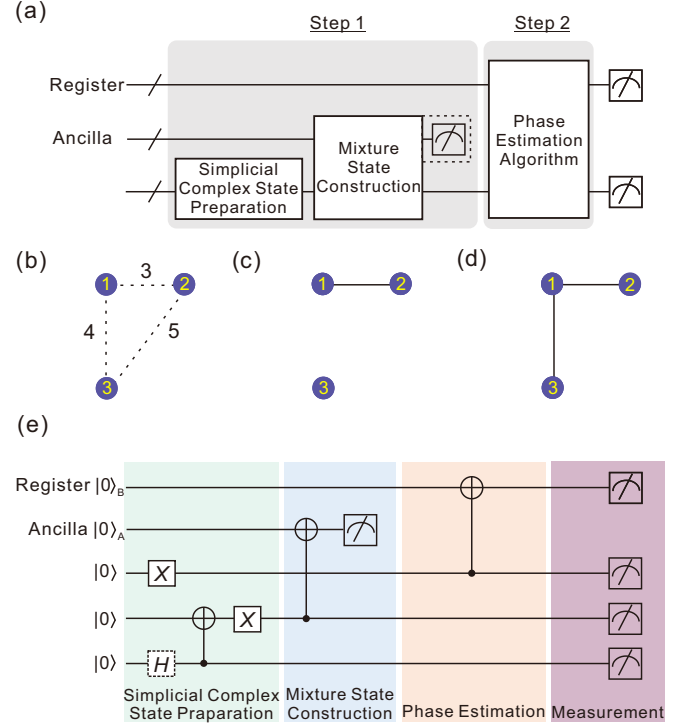 (a)
Step 1
Step 2
Register
Ancilla
Simplicial
Complex State
Preparation
Mixture
State
Construction
Phase
Estimation
Algorithm
(b)
(c)
(d)
1
3
2
4
5
3
1
2
3
1
2
3
(e)
Register |0⟩B
Ancilla |0⟩A
|0⟩
X
|0⟩
X
|0⟩
H
Simplicial Complex
State Preparation
Mixture State
Construction
Phase Estimation
Measurement